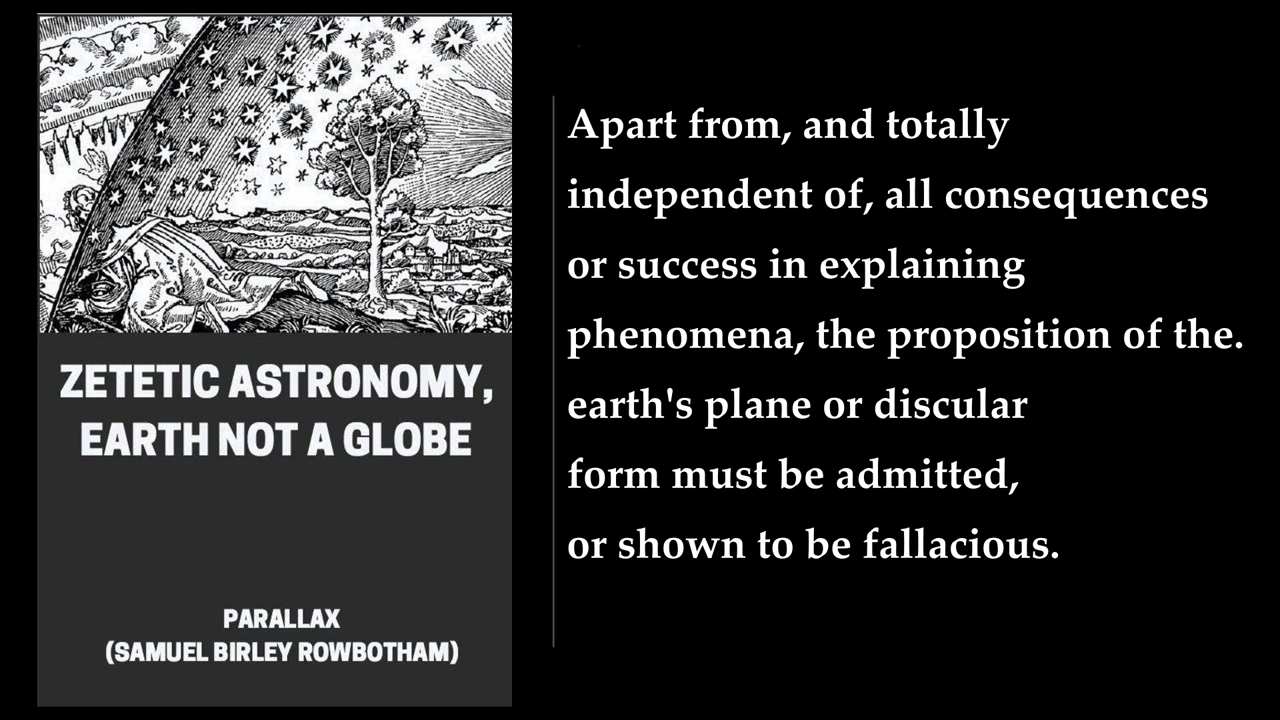 ZETETIC ASTRONOMY,
EARTH NOT A GLOBE
PARALLAX
(SAMUEL BIRLEY ROWBOTHAM)
Apart from, and totally
independent of, all consequences
or success in explaining
phenomena, the proposition of the.
earth's plane or discular
form must be admitted,
or shown to be fallacious.